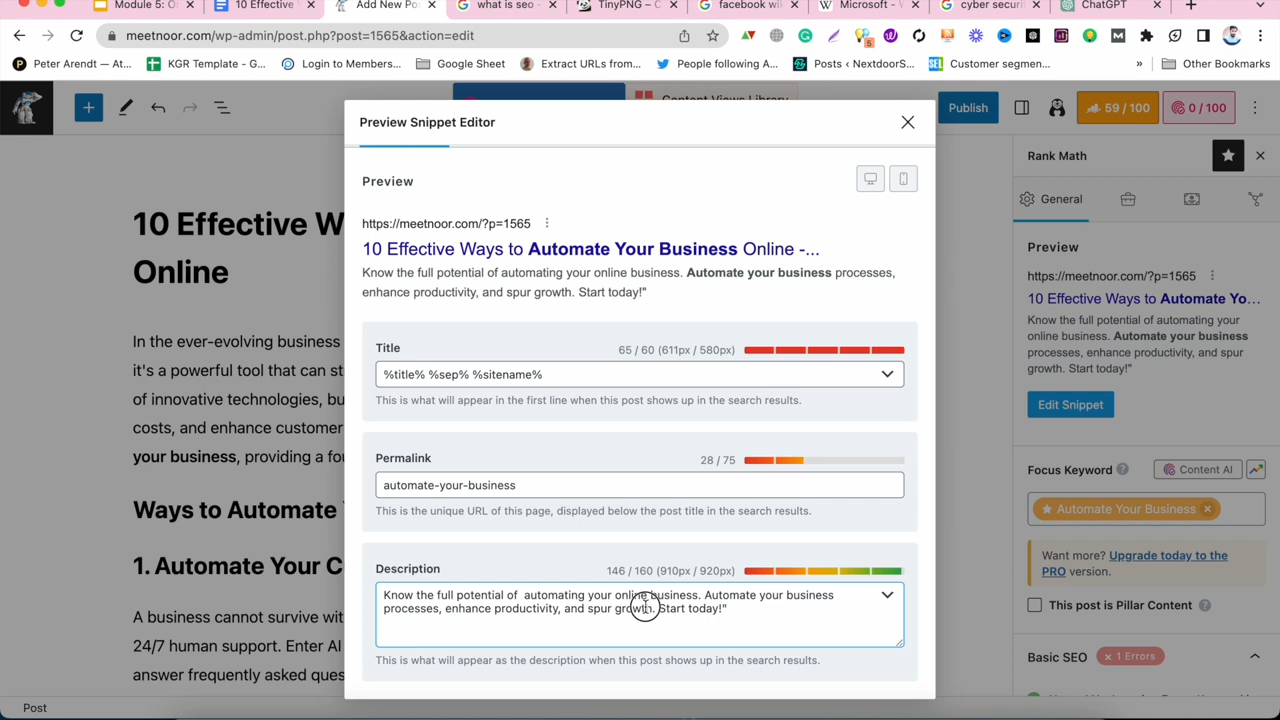 Module 5: O
10 Effective
Add New Pos
what is seo -
TinyPNG – C
facebook wi
Microsoft -
cyber securi
ChatGPT
meetnoor.com/wp-admin/post.php?post=1565&action=edit
5
Peter Arendt — At...
KGR Template - G...
Login to Members...
Google Sheet
Extract URLs from...
People following A...
Posts ‹ NextdoorS...
SEL
Customer segmen...
»
Other Bookmarks
Content Views Library
Publish
59 / 100
0 / 100
Preview Snippet Editor
Preview
https://meetnoor.com/?p=1565
10 Effective Ways to Automate Your Business Online -...
Know the full potential of automating your online business. Automate your business processes,
enhance productivity, and spur growth. Start today!"
Title
65 / 60 (611px / 580px)
%title% %sep% %sitename%
This is what will appear in the first line when this post shows up in the search results.
Permalink
28 / 75
automate-your-business
This is the unique URL of this page, displayed below the post title in the search results.
Description
146 / 160 (910px / 920px)
Know the full potential of  automating your online business. Automate your business
processes, enhance productivity, and spur growth. Start today!"
This is what will appear as the description when this post shows up in the search results.
10 Effective W
Online
In the ever-evolving business
it's a powerful tool that can st
of innovative technologies, bu
costs, and enhance customer
your business, providing a fou
Ways to Automate
1. Automate Your C
A business cannot survive wit
24/7 human support. Enter AI
answer frequently asked ques
Post
Rank Math
General
Preview
https://meetnoor.com/?p=1565
10 Effective Ways to Automate Yo...
Know the full potential of automating your
online business. Automate your business
processes, enhance productivity, and spur
growth. Start today!"
Edit Snippet
Focus Keyword
Content AI
Automate Your Business
Want more? Upgrade today to the
PRO version.
This post is Pillar Content
Basic SEO
× 1 Errors